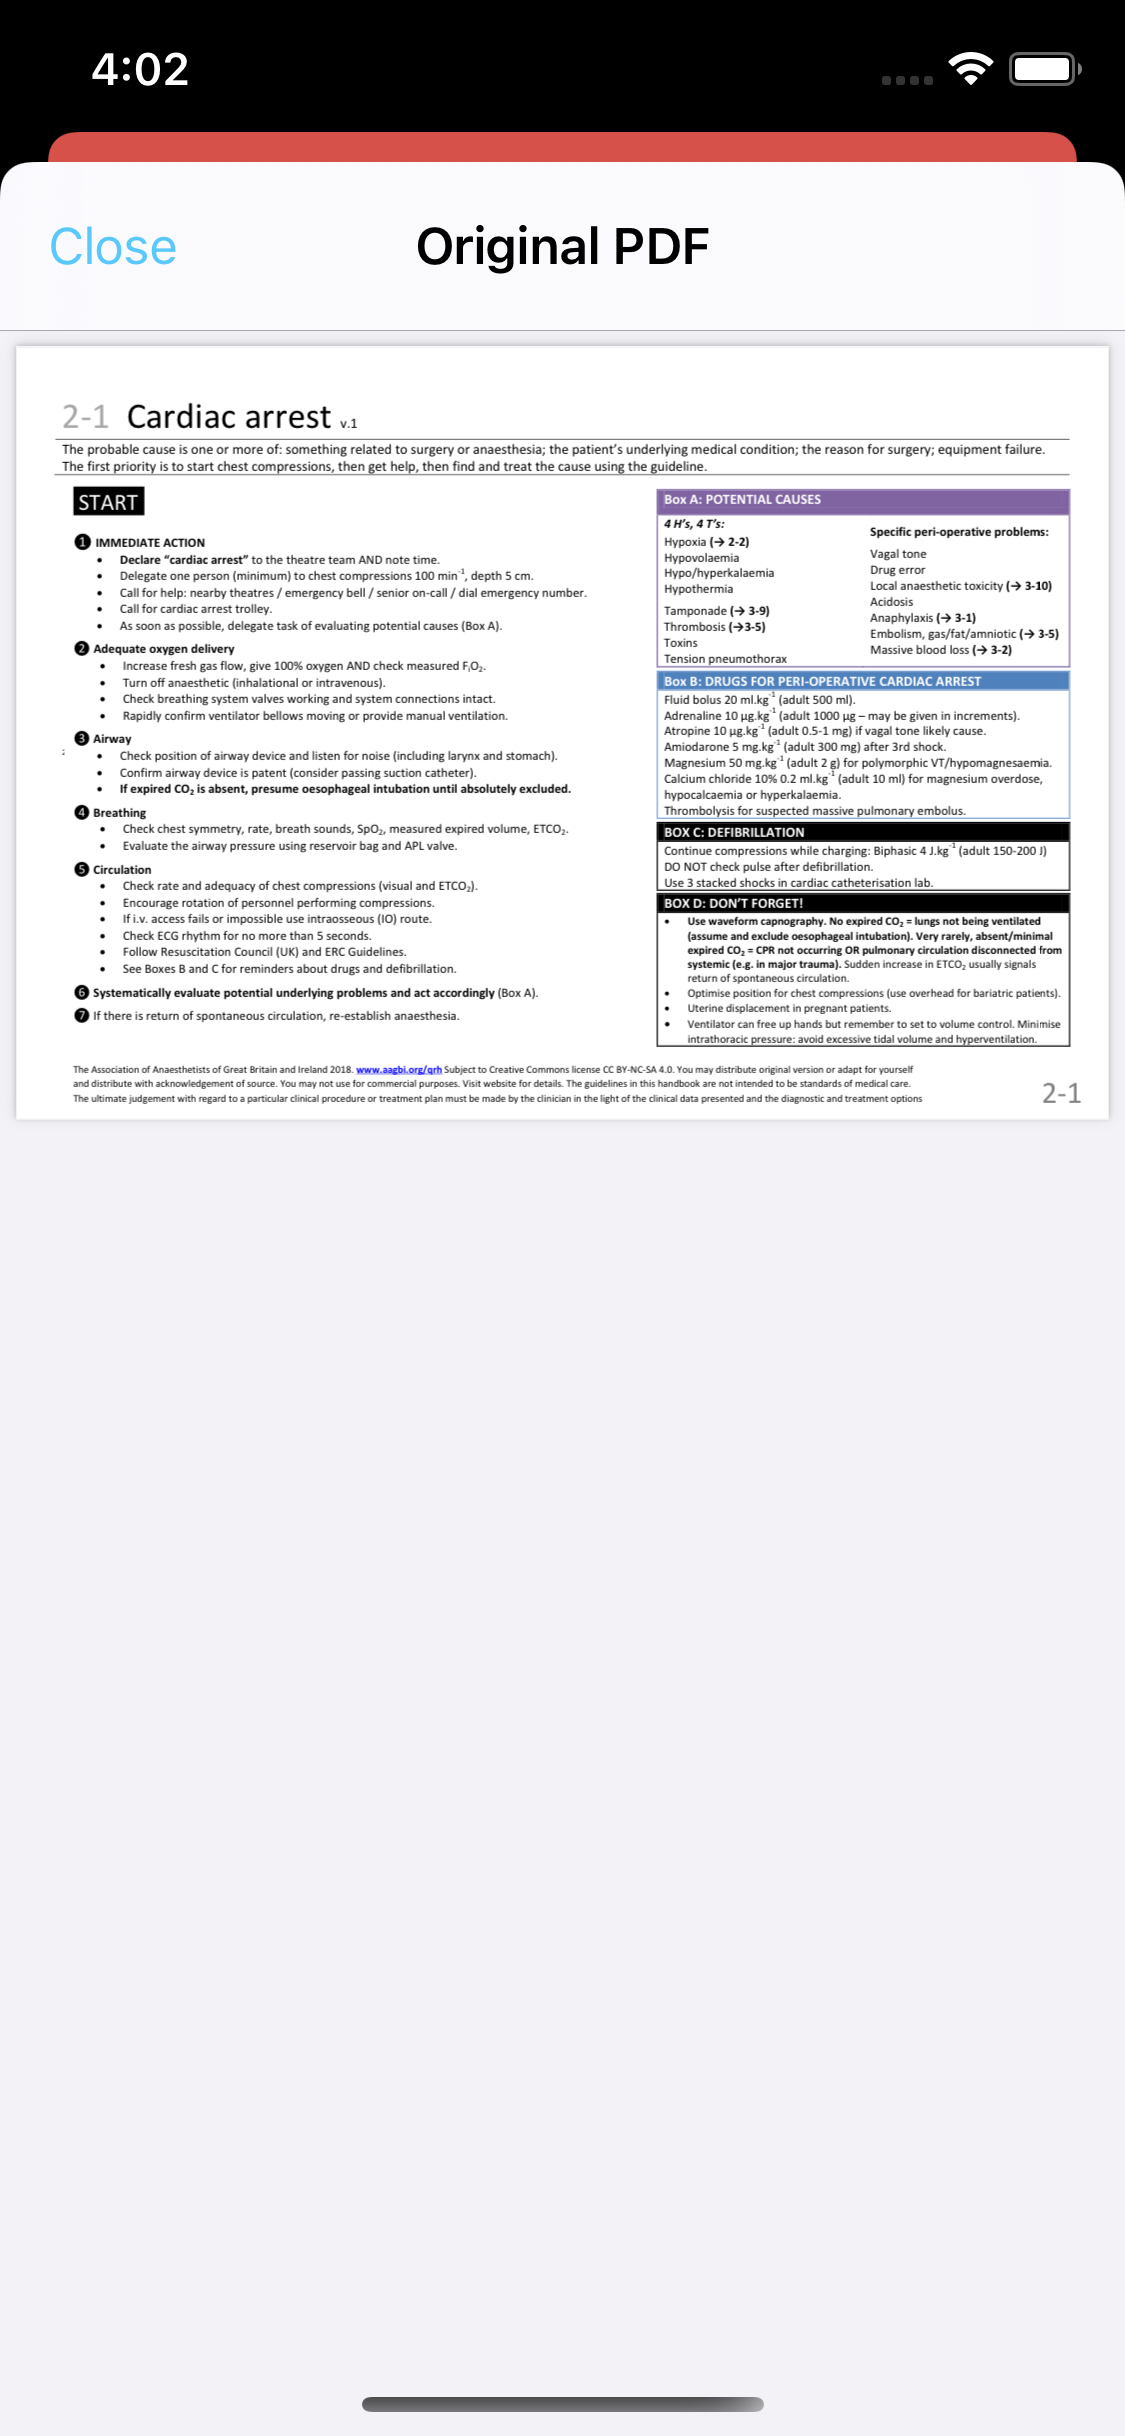 4:02
Close
Original PDF
2-1 Cardiac arrest v.1
The probable cause is one or more of: something related to surgery or anaesthesia; the patient's underlying medical condition; the reason for surgery; equipment failure.
The first priority is to start chest compressions, then get help, then find and treat the cause using the guideline.
START
❶ IMMEDIATE ACTION
• Declare “cardiac arrest” to the theatre team AND note time.
• Delegate one person (minimum) to chest compressions 100 min⁻¹, depth 5 cm.
• Call for help: nearby theatres / emergency bell / senior on-call / dial emergency number.
• Call for cardiac arrest trolley.
• As soon as possible, delegate task of evaluating potential causes (Box A).
❷ Adequate oxygen delivery
• Increase fresh gas flow, give 100% oxygen AND check measured FᵢO₂.
• Turn off anaesthetic (inhalational or intravenous).
• Check breathing system valves working and system connections intact.
• Rapidly confirm ventilator bellows moving or provide manual ventilation.
❸ Airway
• Check position of airway device and listen for noise (including larynx and stomach).
• Confirm airway device is patent (consider passing suction catheter).
• If expired CO₂ is absent, presume oesophageal intubation until absolutely excluded.
❹ Breathing
• Check chest symmetry, rate, breath sounds, SpO₂, measured expired volume, ETCO₂.
• Evaluate the airway pressure using reservoir bag and APL valve.
❺ Circulation
• Check rate and adequacy of chest compressions (visual and ETCO₂).
• Encourage rotation of personnel performing compressions.
• If i.v. access fails or impossible use intraosseous (IO) route.
• Check ECG rhythm for no more than 5 seconds.
• Follow Resuscitation Council (UK) and ERC Guidelines.
• See Boxes B and C for reminders about drugs and defibrillation.
❻ Systematically evaluate potential underlying problems and act accordingly (Box A).
❼ If there is return of spontaneous circulation, re-establish anaesthesia.
Box A: POTENTIAL CAUSES
4 H's, 4 T's:
Hypoxia (→ 2-2)
Hypovolaemia
Hypo/hyperkalaemia
Hypothermia
Tamponade (→ 3-9)
Thrombosis (→3-5)
Toxins
Tension pneumothorax
Specific peri-operative problems:
Vagal tone
Drug error
Local anaesthetic toxicity (→ 3-10)
Acidosis
Anaphylaxis (→ 3-1)
Embolism, gas/fat/amniotic (→ 3-5)
Massive blood loss (→ 3-2)
Box B: DRUGS FOR PERI-OPERATIVE CARDIAC ARREST
Fluid bolus 20 ml.kg⁻¹ (adult 500 ml).
Adrenaline 10 µg.kg⁻¹ (adult 1000 µg – may be given in increments).
Atropine 10 µg.kg⁻¹ (adult 0.5-1 mg) if vagal tone likely cause.
Amiodarone 5 mg.kg⁻¹ (adult 300 mg) after 3rd shock.
Magnesium 50 mg.kg⁻¹ (adult 2 g) for polymorphic VT/hypomagnesaemia.
Calcium chloride 10% 0.2 ml.kg⁻¹ (adult 10 ml) for magnesium overdose,
hypocalcaemia or hyperkalaemia.
Thrombolysis for suspected massive pulmonary embolus.
BOX C: DEFIBRILLATION
Continue compressions while charging: Biphasic 4 J.kg⁻¹ (adult 150-200 J)
DO NOT check pulse after defibrillation.
Use 3 stacked shocks in cardiac catheterisation lab.
BOX D: DON'T FORGET!
• Use waveform capnography. No expired CO₂ = lungs not being ventilated
(assume and exclude oesophageal intubation). Very rarely, absent/minimal
expired CO₂ = CPR not occurring OR pulmonary circulation disconnected from
systemic (e.g. in major trauma). Sudden increase in ETCO₂ usually signals
return of spontaneous circulation.
• Optimise position for chest compressions (use overhead for bariatric patients).
• Uterine displacement in pregnant patients.
• Ventilator can free up hands but remember to set to volume control. Minimise
intrathoracic pressure: avoid excessive tidal volume and hyperventilation.
The Association of Anaesthetists of Great Britain and Ireland 2018. www.aagbi.org/qrh Subject to Creative Commons license CC BY-NC-SA 4.0. You may distribute original version or adapt for yourself
and distribute with acknowledgement of source. You may not use for commercial purposes. Visit website for details. The guidelines in this handbook are not intended to be standards of medical care.
The ultimate judgement with regard to a particular clinical procedure or treatment plan must be made by the clinician in the light of the clinical data presented and the diagnostic and treatment options
2-1